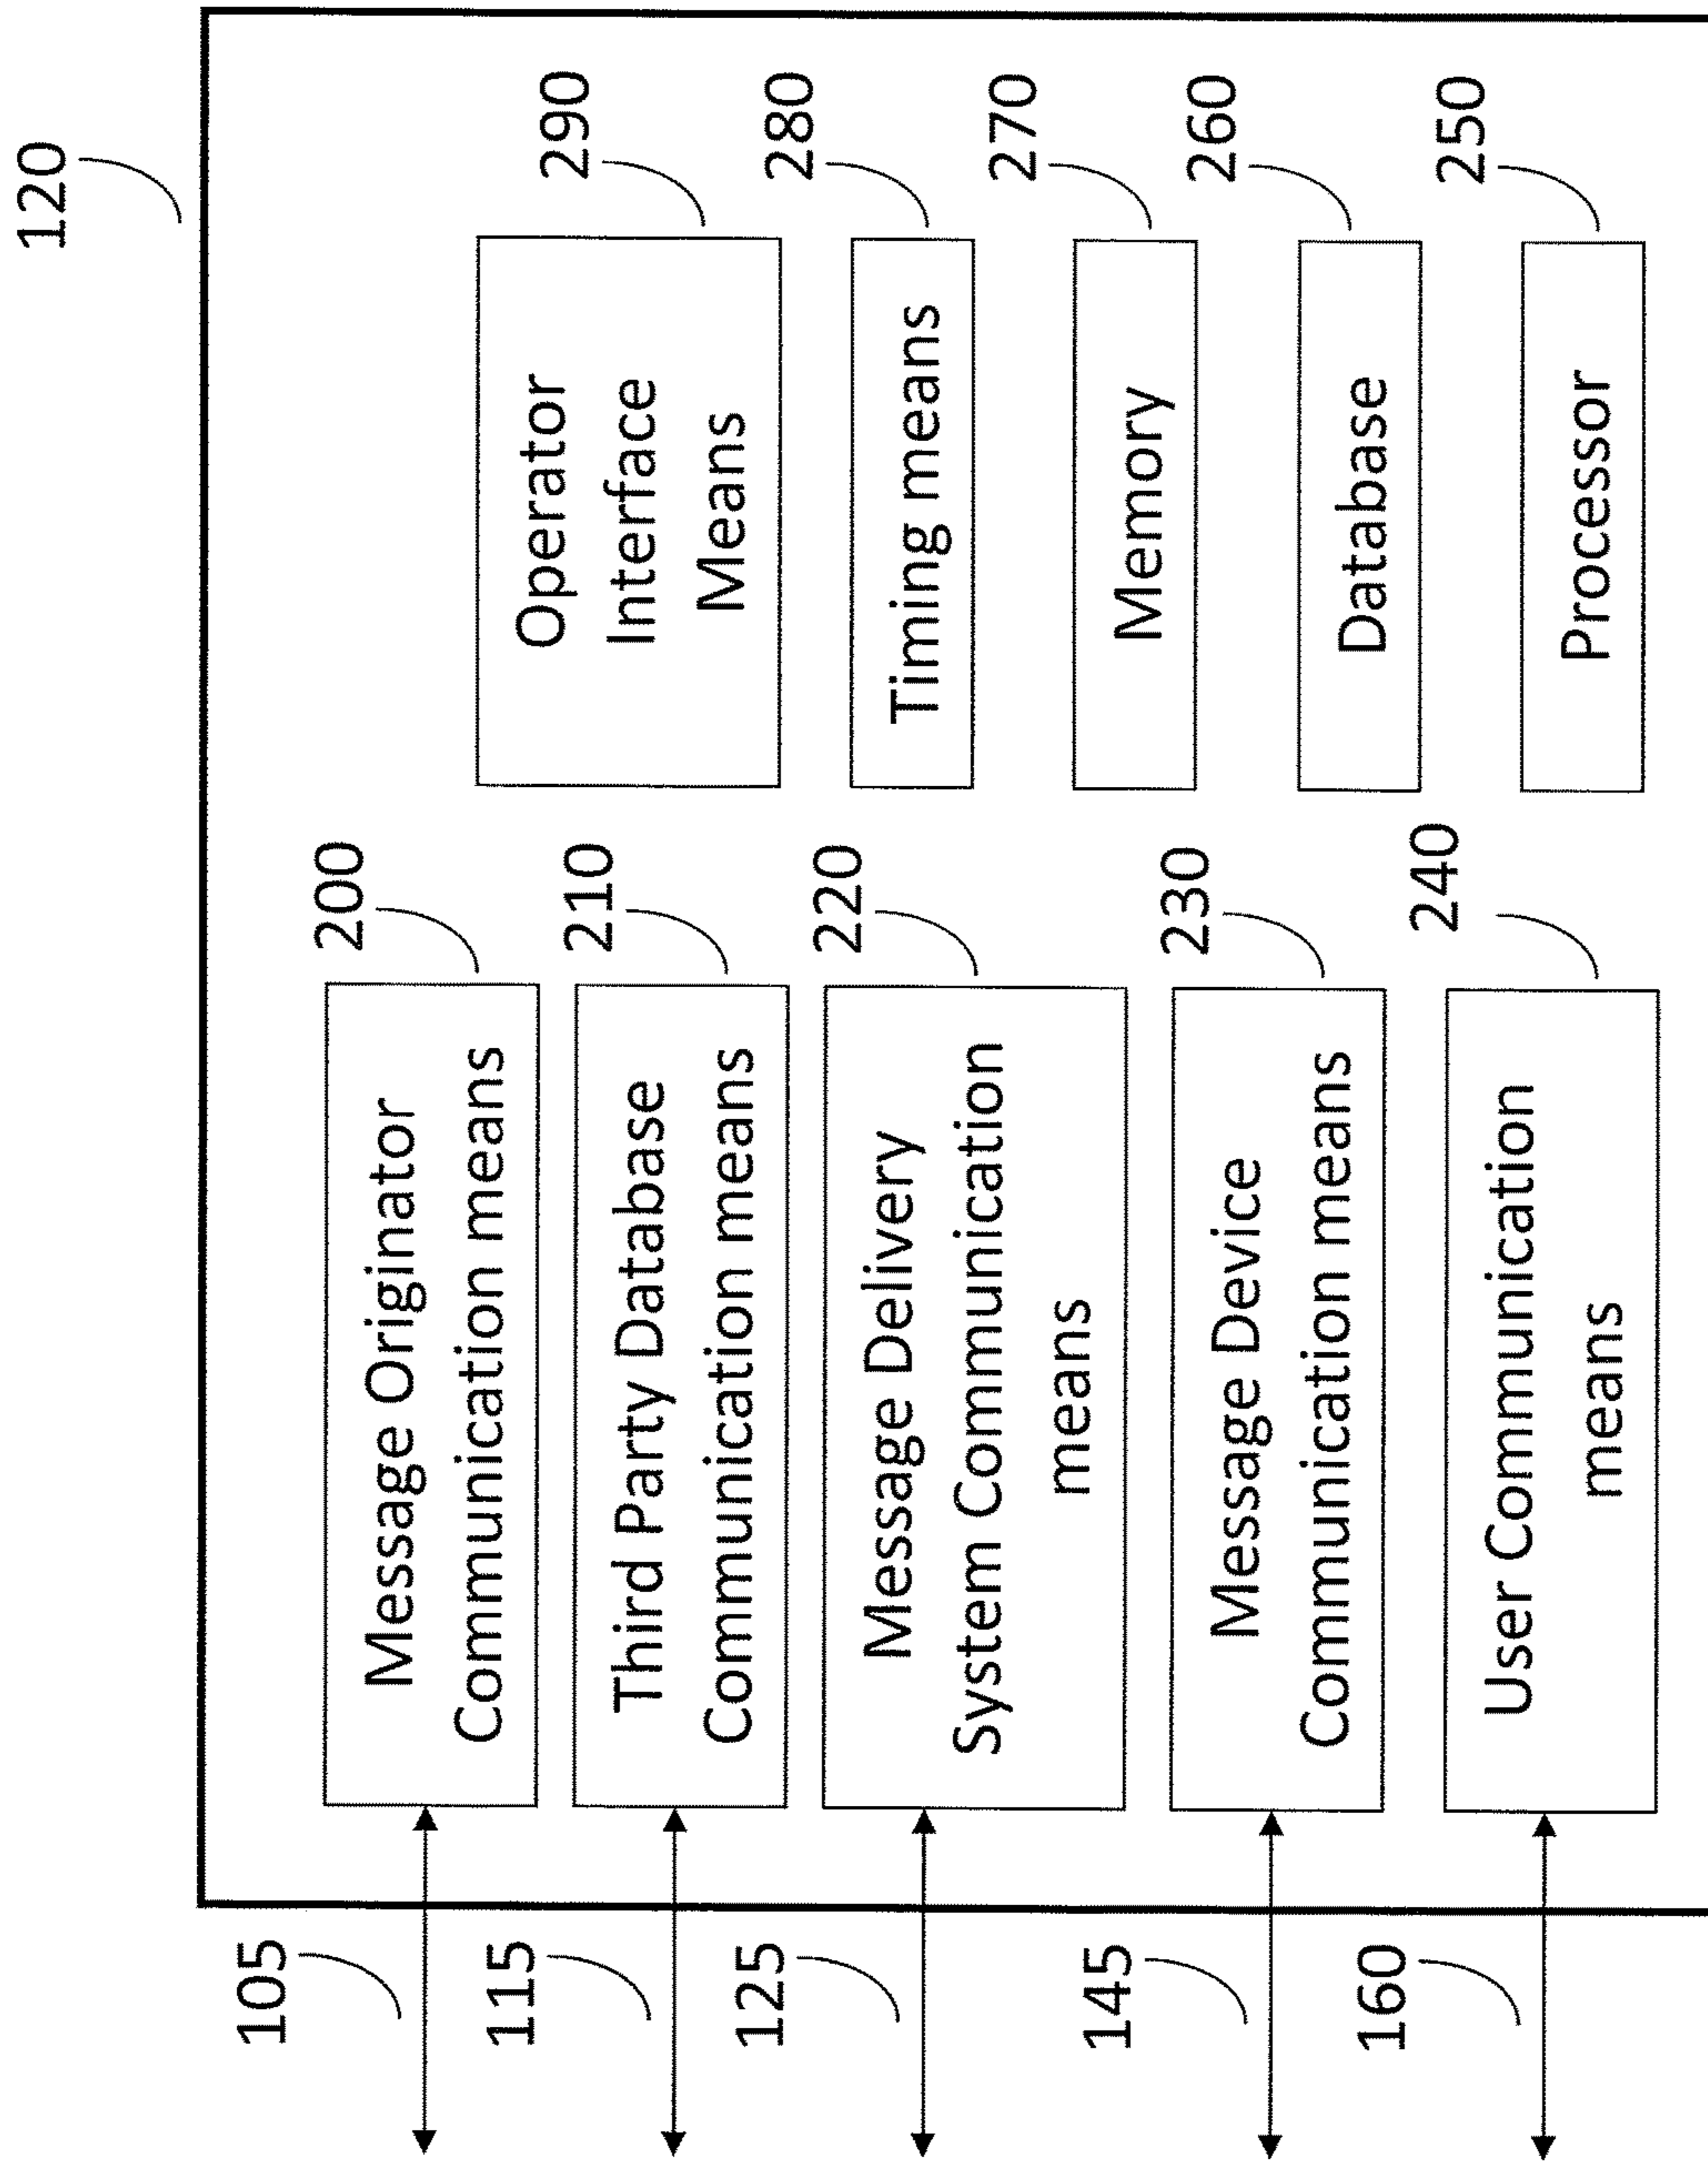 120
105
200
Message Originator
Communication means
115
210
Third Party Database
Communication means
125
220
Message Delivery
System Communication
means
145
230
Message Device
Communication means
160
240
User Communication
means
290
Operator
Interface
Means
280
Timing means
270
Memory
260
Database
250
Processor